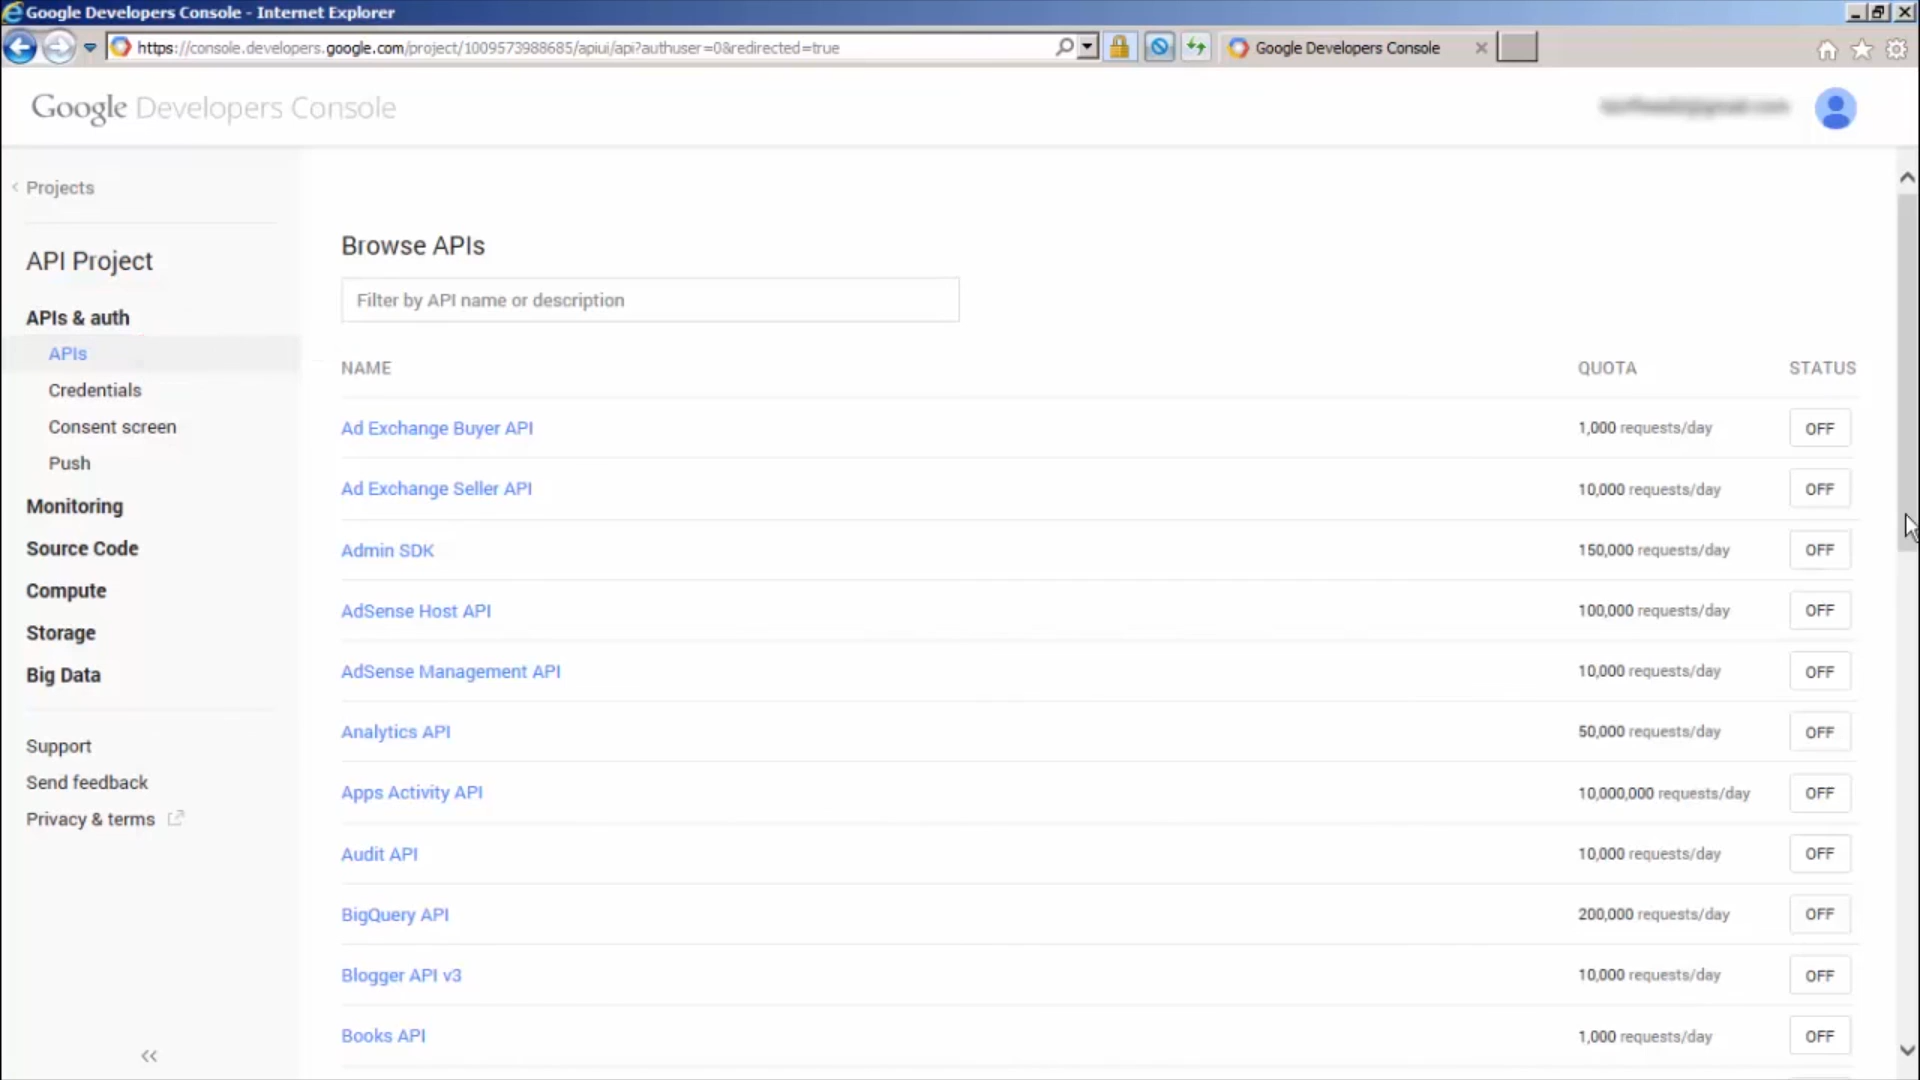 Google Developers Console - Internet Explorer
https://console.developers.google.com/project/1009573988685/apiui/api?authuser=0&redirected=true
Google Developers Console
Google Developers Console
Projects
API Project
APIs & auth
APIs
Credentials
Consent screen
Push
Monitoring
Source Code
Compute
Storage
Big Data
Support
Send feedback
Privacy & terms
Browse APIs
Filter by API name or description
NAME QUOTA STATUS
Ad Exchange Buyer API 1,000 requests/day OFF
Ad Exchange Seller API 10,000 requests/day OFF
Admin SDK 150,000 requests/day OFF
AdSense Host API 100,000 requests/day OFF
AdSense Management API 10,000 requests/day OFF
Analytics API 50,000 requests/day OFF
Apps Activity API 10,000,000 requests/day OFF
Audit API 10,000 requests/day OFF
BigQuery API 200,000 requests/day OFF
Blogger API v3 10,000 requests/day OFF
Books API 1,000 requests/day OFF